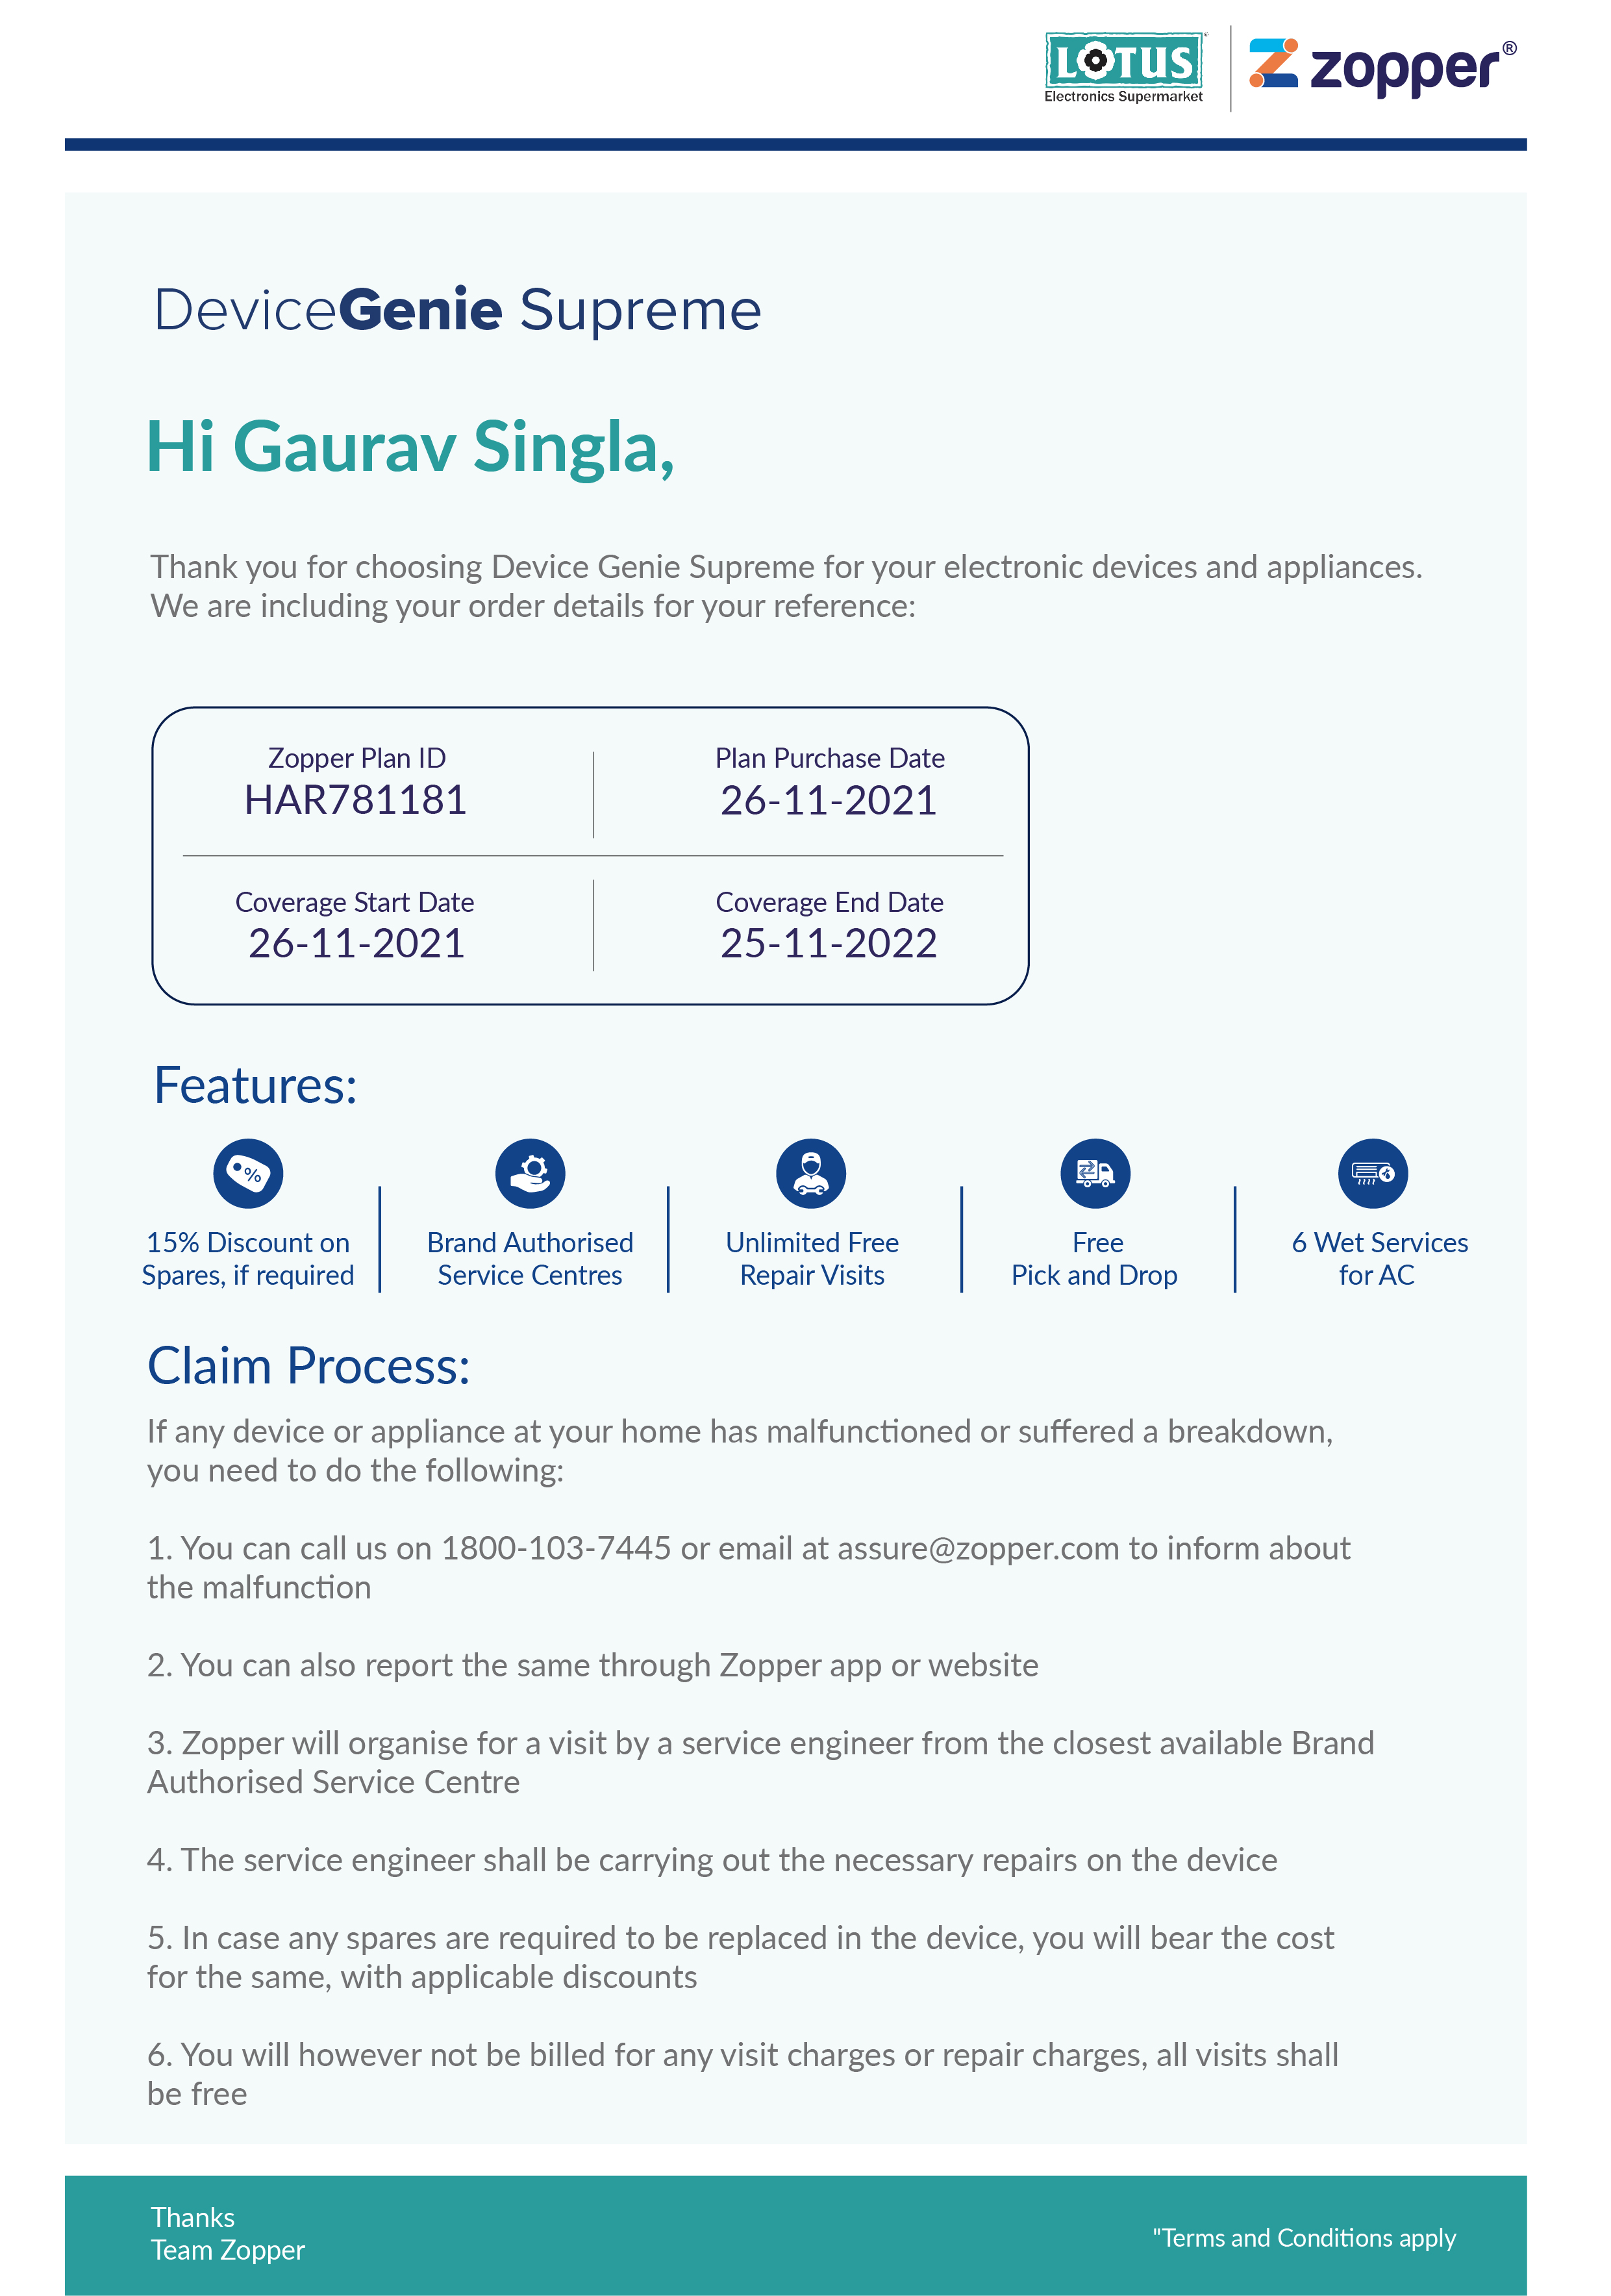 LOTUS
Electronics Supermarket
zopper®
DeviceGenie Supreme
Hi Gaurav Singla,
Thank you for choosing Device Genie Supreme for your electronic devices and appliances.
We are including your order details for your reference:
Zopper Plan ID
HAR781181
Plan Purchase Date
26-11-2021
Coverage Start Date
26-11-2021
Coverage End Date
25-11-2022
Features:
%
15% Discount on
Spares, if required
Brand Authorised
Service Centres
Unlimited Free
Repair Visits
Free
Pick and Drop
6 Wet Services
for AC
Claim Process:
If any device or appliance at your home has malfunctioned or suffered a breakdown,
you need to do the following:
1. You can call us on 1800-103-7445 or email at assure@zopper.com to inform about
the malfunction
2. You can also report the same through Zopper app or website
3. Zopper will organise for a visit by a service engineer from the closest available Brand
Authorised Service Centre
4. The service engineer shall be carrying out the necessary repairs on the device
5. In case any spares are required to be replaced in the device, you will bear the cost
for the same, with applicable discounts
6. You will however not be billed for any visit charges or repair charges, all visits shall
be free
Thanks
Team Zopper
"Terms and Conditions apply